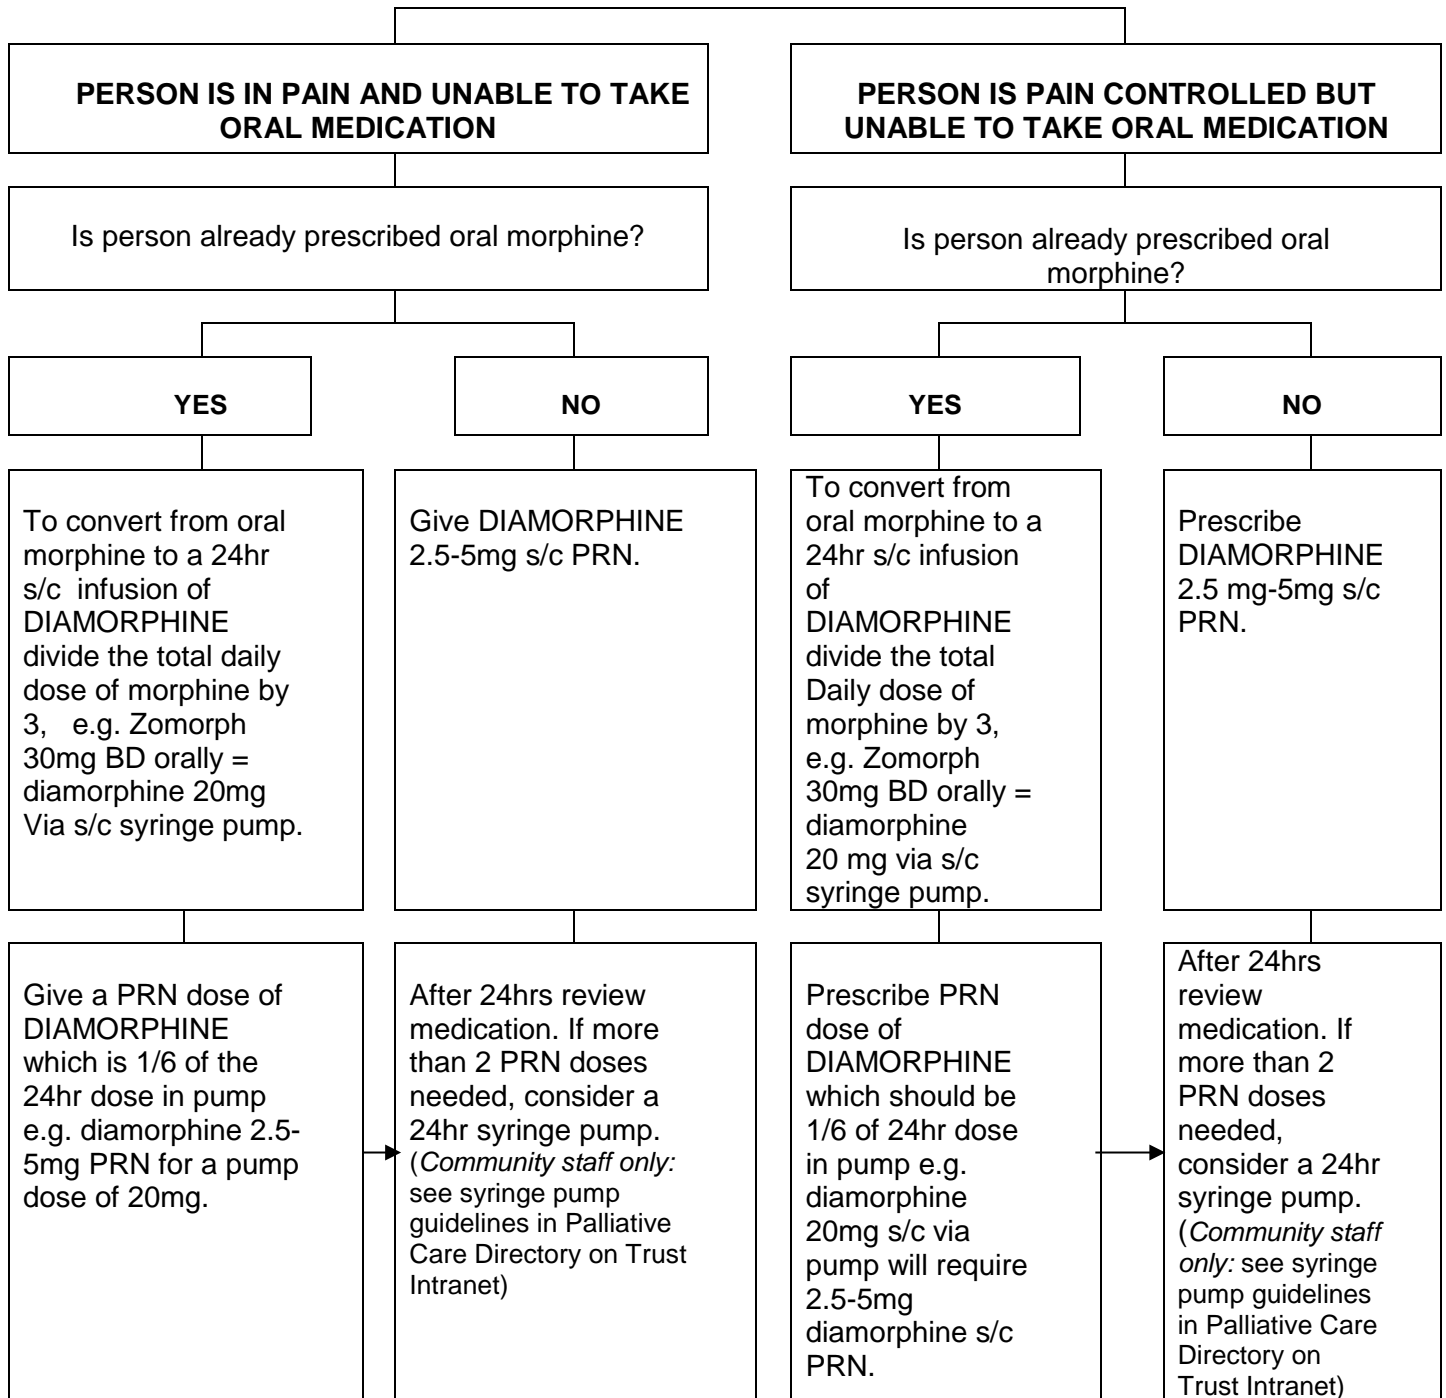 PERSON IS IN PAIN AND UNABLE TO TAKE
ORAL MEDICATION
PERSON IS PAIN CONTROLLED BUT
UNABLE TO TAKE ORAL MEDICATION
Is person already prescribed oral morphine?
Is person already prescribed oral
morphine?
YES
NO
YES
NO
To convert from oral
morphine to a 24hr
s/c infusion of
DIAMORPHINE
divide the total daily
dose of morphine by
3, e.g. Zomorph
30mg BD orally =
diamorphine 20mg
Via s/c syringe pump.
Give DIAMORPHINE
2.5-5mg s/c PRN.
To convert from
oral morphine to a
24hr s/c infusion
of
DIAMORPHINE
divide the total
Daily dose of
morphine by 3,
e.g. Zomorph
30mg BD orally =
diamorphine
20 mg via s/c
syringe pump.
Prescribe
DIAMORPHINE
2.5 mg-5mg s/c
PRN.
Give a PRN dose of
DIAMORPHINE
which is 1/6 of the
24hr dose in pump
e.g. diamorphine 2.5-
5mg PRN for a pump
dose of 20mg.
After 24hrs review
medication. If more
than 2 PRN doses
needed, consider a
24hr syringe pump.
(Community staff only:
see syringe pump
guidelines in Palliative
Care Directory on Trust
Intranet)
Prescribe PRN
dose of
DIAMORPHINE
which should be
1/6 of 24hr dose
in pump e.g.
diamorphine
20mg s/c via
pump will require
2.5-5mg
diamorphine s/c
PRN.
After 24hrs
review
medication. If
more than 2
PRN doses
needed,
consider a 24hr
syringe pump.
(Community staff
only: see syringe
pump guidelines
in Palliative Care
Directory on
Trust Intranet)